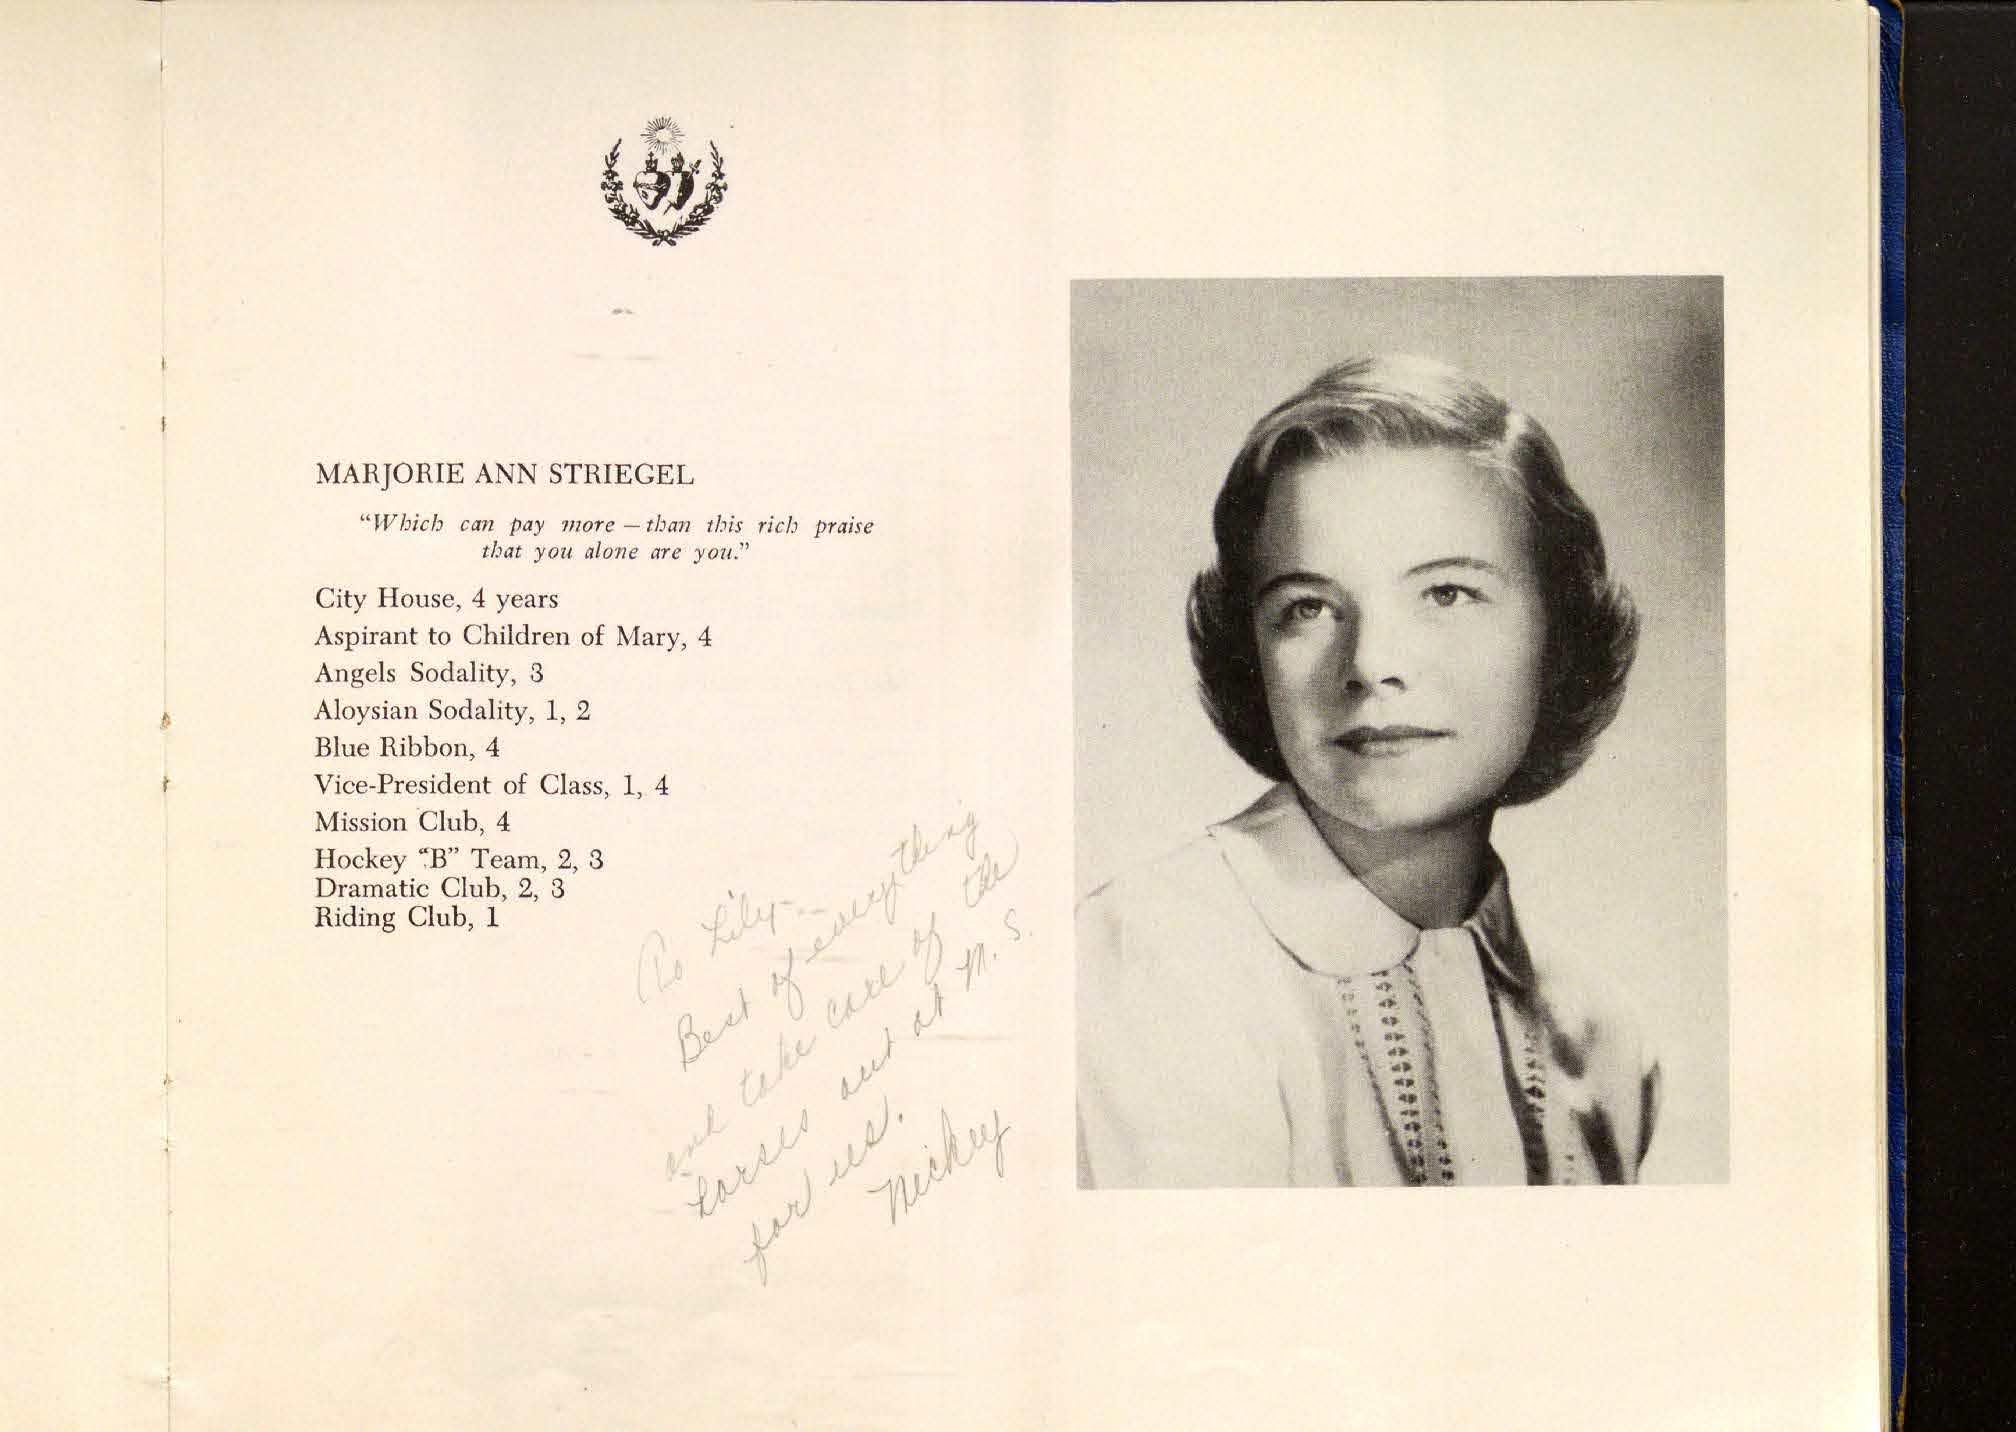 MARJORIE ANN STRIEGEL
“Which can pay more — than this rich praise
that you alone are you.”
City House, 4 years
Aspirant to Children of Mary, 4
Angels Sodality, 3
Aloysian Sodality, 1, 2
Blue Ribbon, 4
Vice-President of Class, 1, 4
Mission Club, 4
Hockey “B” Team, 2, 3
Dramatic Club, 2, 3
Riding Club, 1
To Lily--
Best of everything
and take care of the
horses out at M. S.
for us.
Mickey